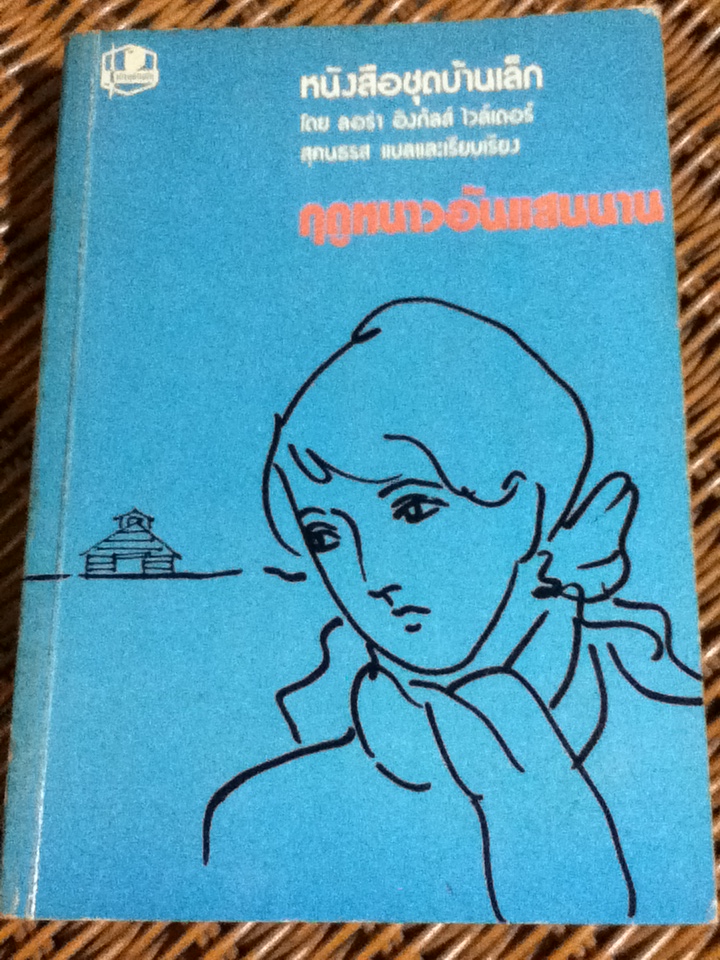 หนังสือชุดบ้านเล็ก
โดย ลอร่า อิงกัลส์ ไวล์เดอร์
สุคนธรส แปลและเรียบเรียง
ฤดูหนาวอันแสนนาน